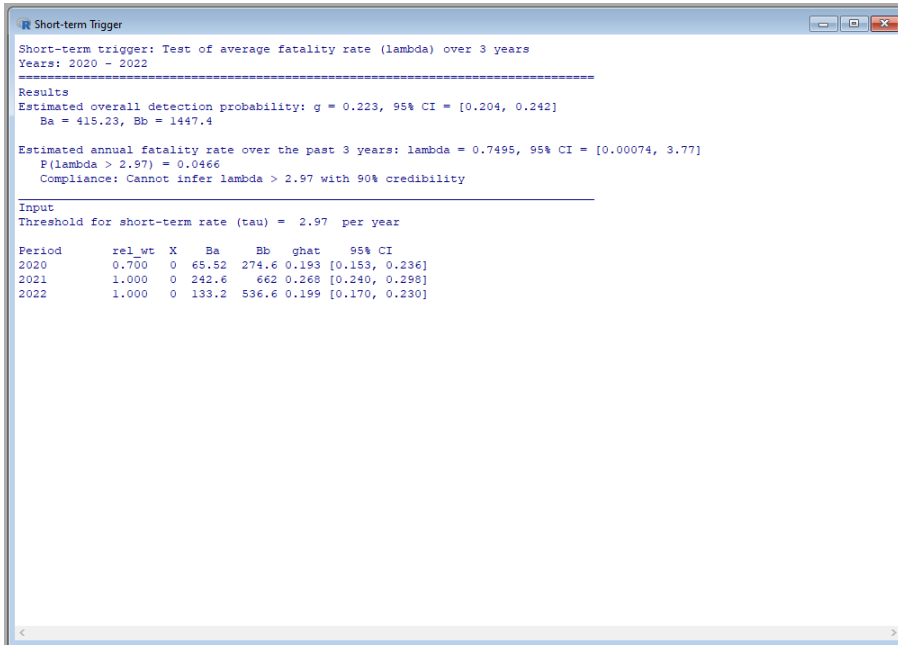 Short-term Trigger
Short-term trigger: Test of average fatality rate (lambda) over 3 years
Years: 2020 - 2022
================================================================================
Results
Estimated overall detection probability: g = 0.223, 95% CI = [0.204, 0.242]
Ba = 415.23, Bb = 1447.4
Estimated annual fatality rate over the past 3 years: lambda = 0.7495, 95% CI = [0.00074, 3.77]
P(lambda > 2.97) = 0.0466
Compliance: Cannot infer lambda > 2.97 with 90% credibility
Input
Threshold for short-term rate (tau) = 2.97 per year
Period rel_wt X Ba Bb ghat 95% CI
2020 0.700 0 65.52 274.6 0.193 [0.153, 0.236]
2021 1.000 0 242.6 662 0.268 [0.240, 0.298]
2022 1.000 0 133.2 536.6 0.199 [0.170, 0.230]